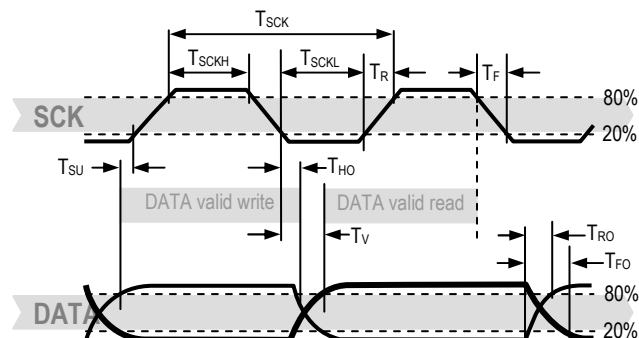 TSCK
TSCKH TSCKL TR TF
80%
SCK
20%
TSU THO
DATA valid write DATA valid read
TV TRO
TFO
80%
DATA
20%